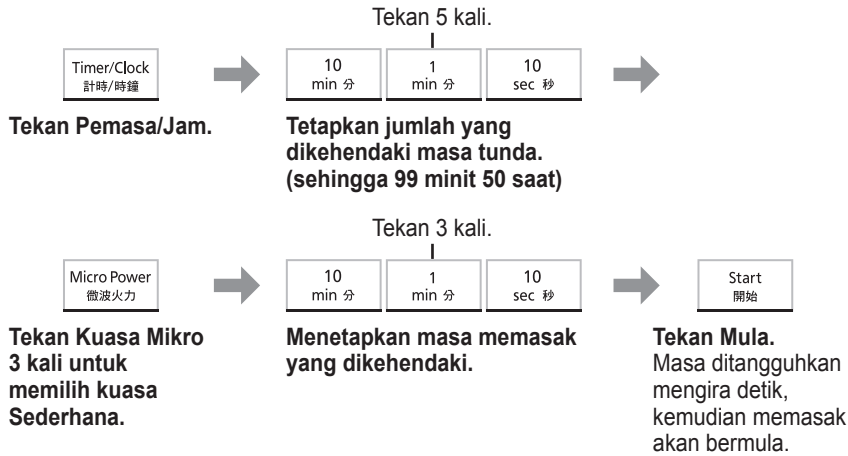 Tekan 5 kali.
Timer/Clock
計時/時鐘
10
min 分
1
min 分
10
sec 秒
Tekan Pemasa/Jam.
Tetapkan jumlah yang
dikehendaki masa tunda.
(sehingga 99 minit 50 saat)
Tekan 3 kali.
Micro Power
微波火力
10
min 分
1
min 分
10
sec 秒
Start
開始
Tekan Kuasa Mikro
3 kali untuk
memilih kuasa
Sederhana.
Menetapkan masa memasak
yang dikehendaki.
Tekan Mula.
Masa ditangguhkan
mengira detik,
kemudian memasak
akan bermula.